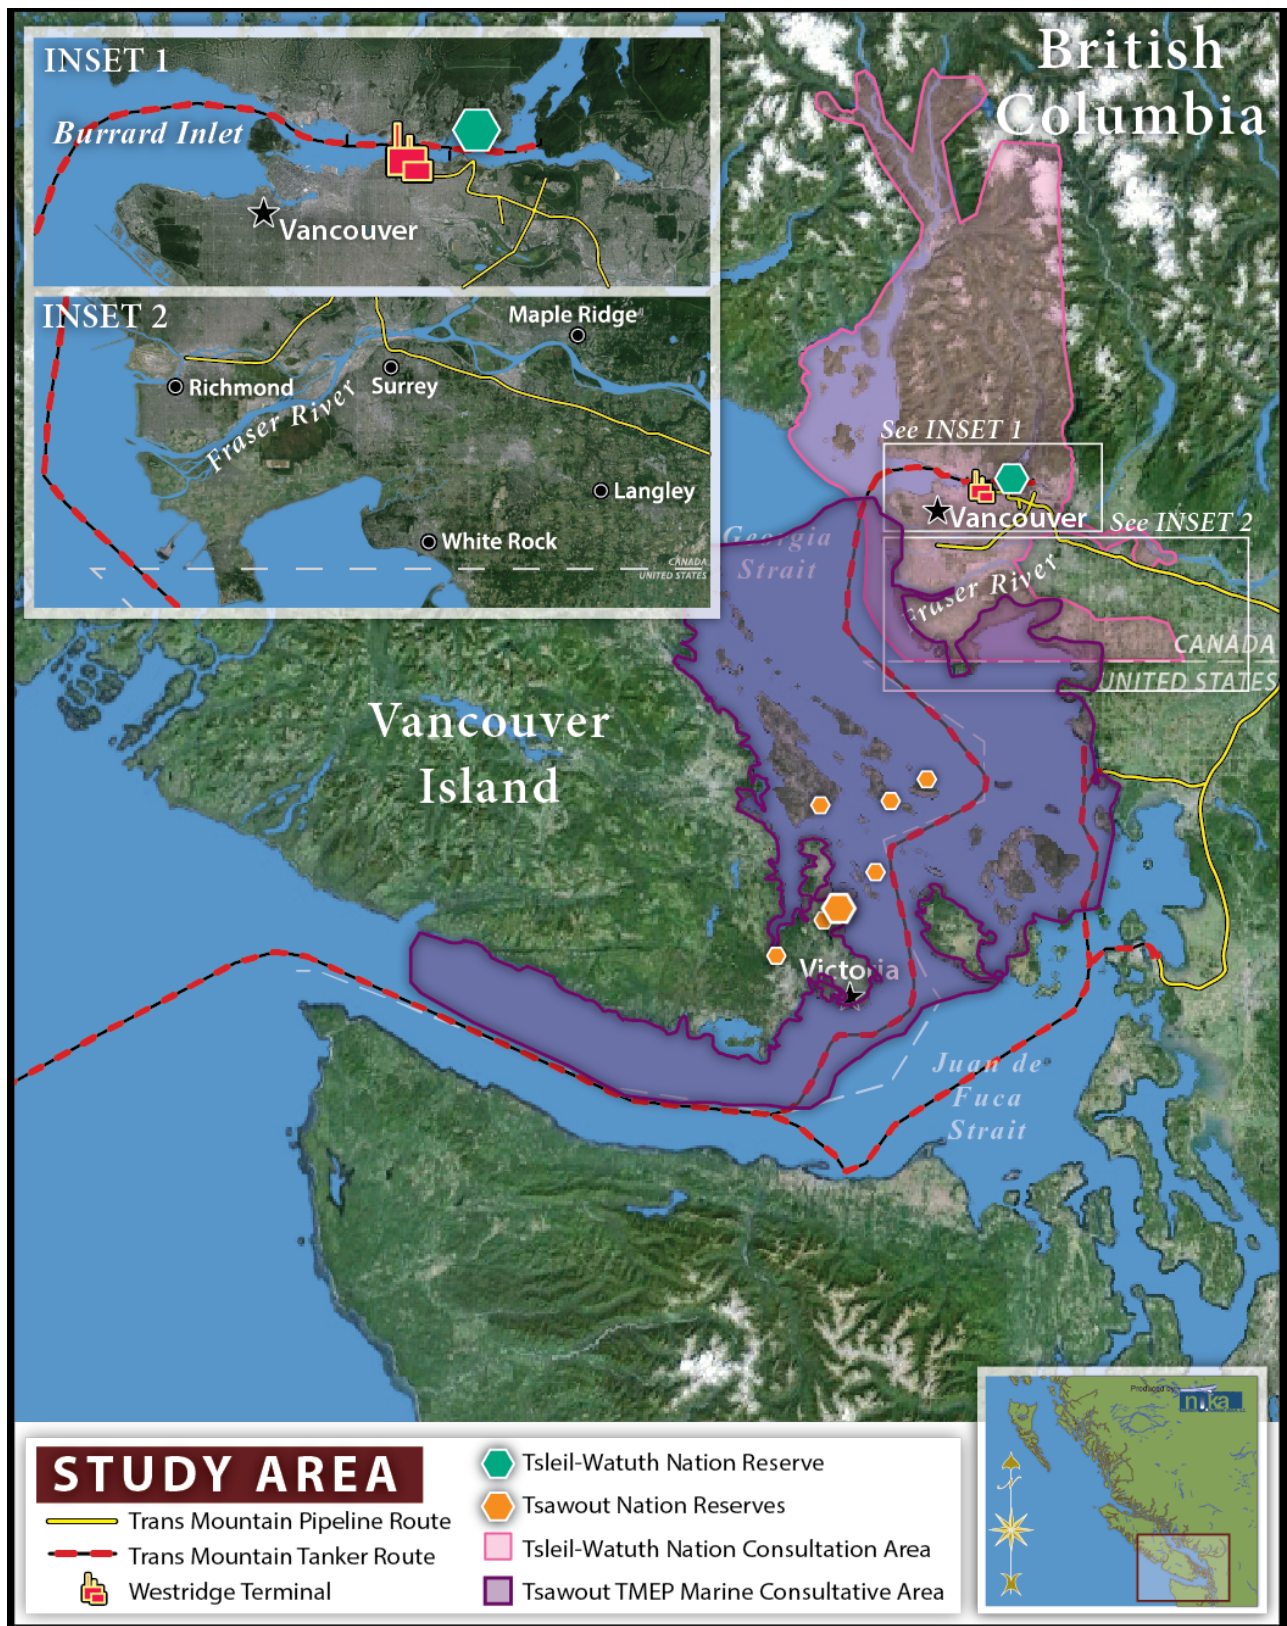 INSET 1
Burrard Inlet
Vancouver
INSET 2
Maple Ridge
Richmond
Surrey
Fraser River
Langley
White Rock
CANADA
UNITED STATES
British
Columbia
See INSET 1
Vancouver
See INSET 2
Georgia
Strait
Fraser River
CANADA
UNITED STATES
Vancouver
Island
Victoria
Juan de
Fuca
Strait
Produced by
nika
N
STUDY AREA
Trans Mountain Pipeline Route
Trans Mountain Tanker Route
Westridge Terminal
Tsleil-Watuth Nation Reserve
Tsawout Nation Reserves
Tsleil-Watuth Nation Consultation Area
Tsawout TMEP Marine Consultative Area